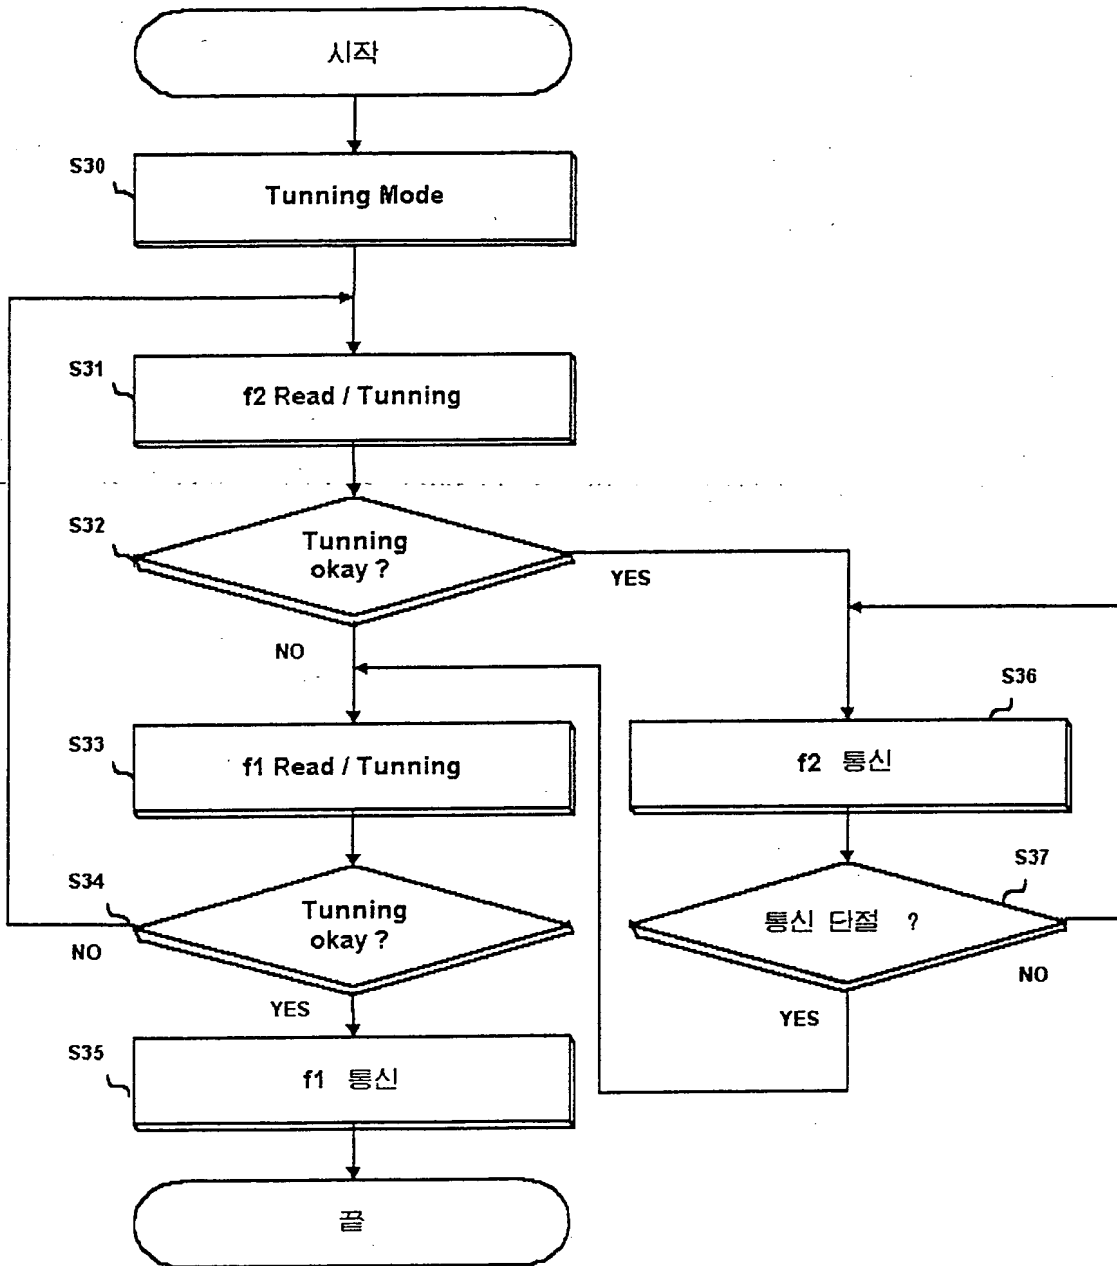 시작
S30
Tunning Mode
S31
f2 Read / Tunning
S32
Tunning
okay ?
YES
NO
S36
S33
f1 Read / Tunning
f2 통신
S37
S34
Tunning
okay ?
통신 단절 ?
NO
NO
YES
YES
S35
f1 통신
끝